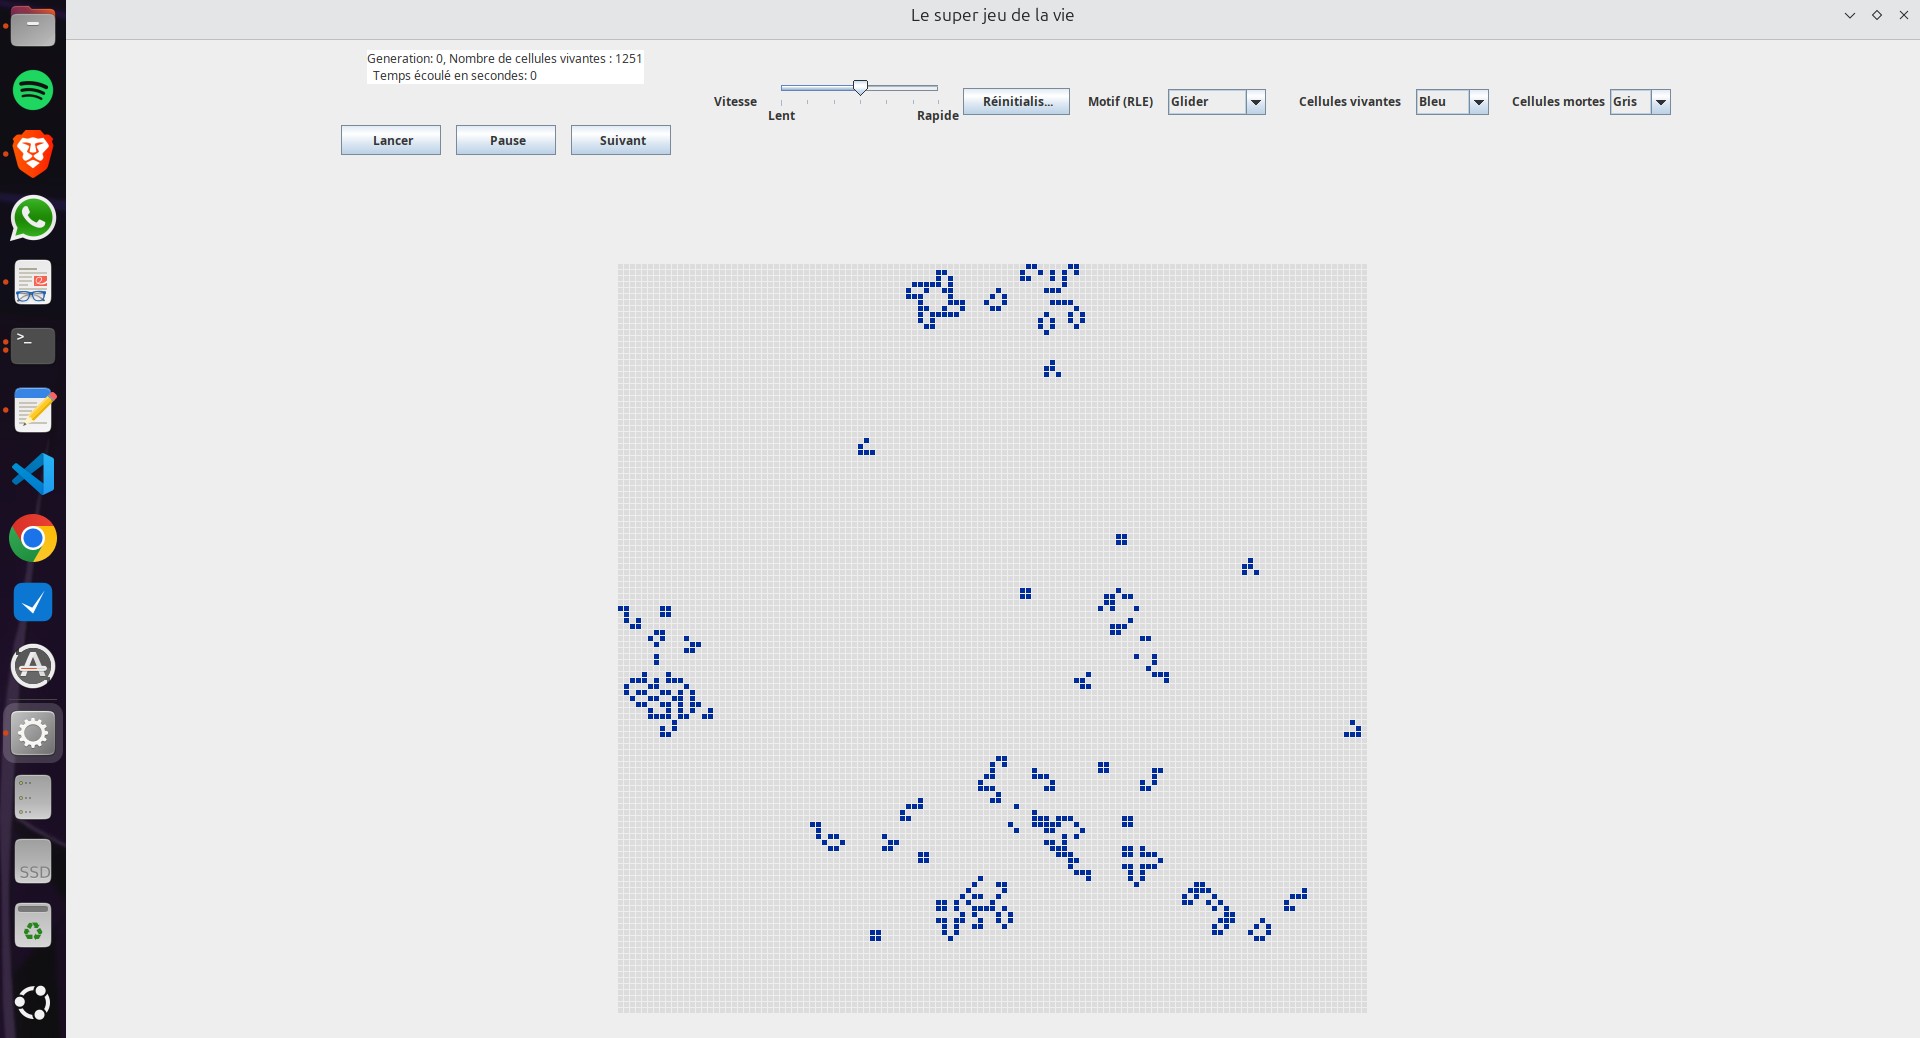 Le super jeu de la vie
Generation: 0, Nombre de cellules vivantes : 1251
Temps écoulé en secondes: 0
Vitesse
Lent
Rapide
Réinitialis...
Motif (RLE)
Glider
Cellules vivantes
Bleu
Cellules mortes
Gris
Lancer
Pause
Suivant
>_
SSD